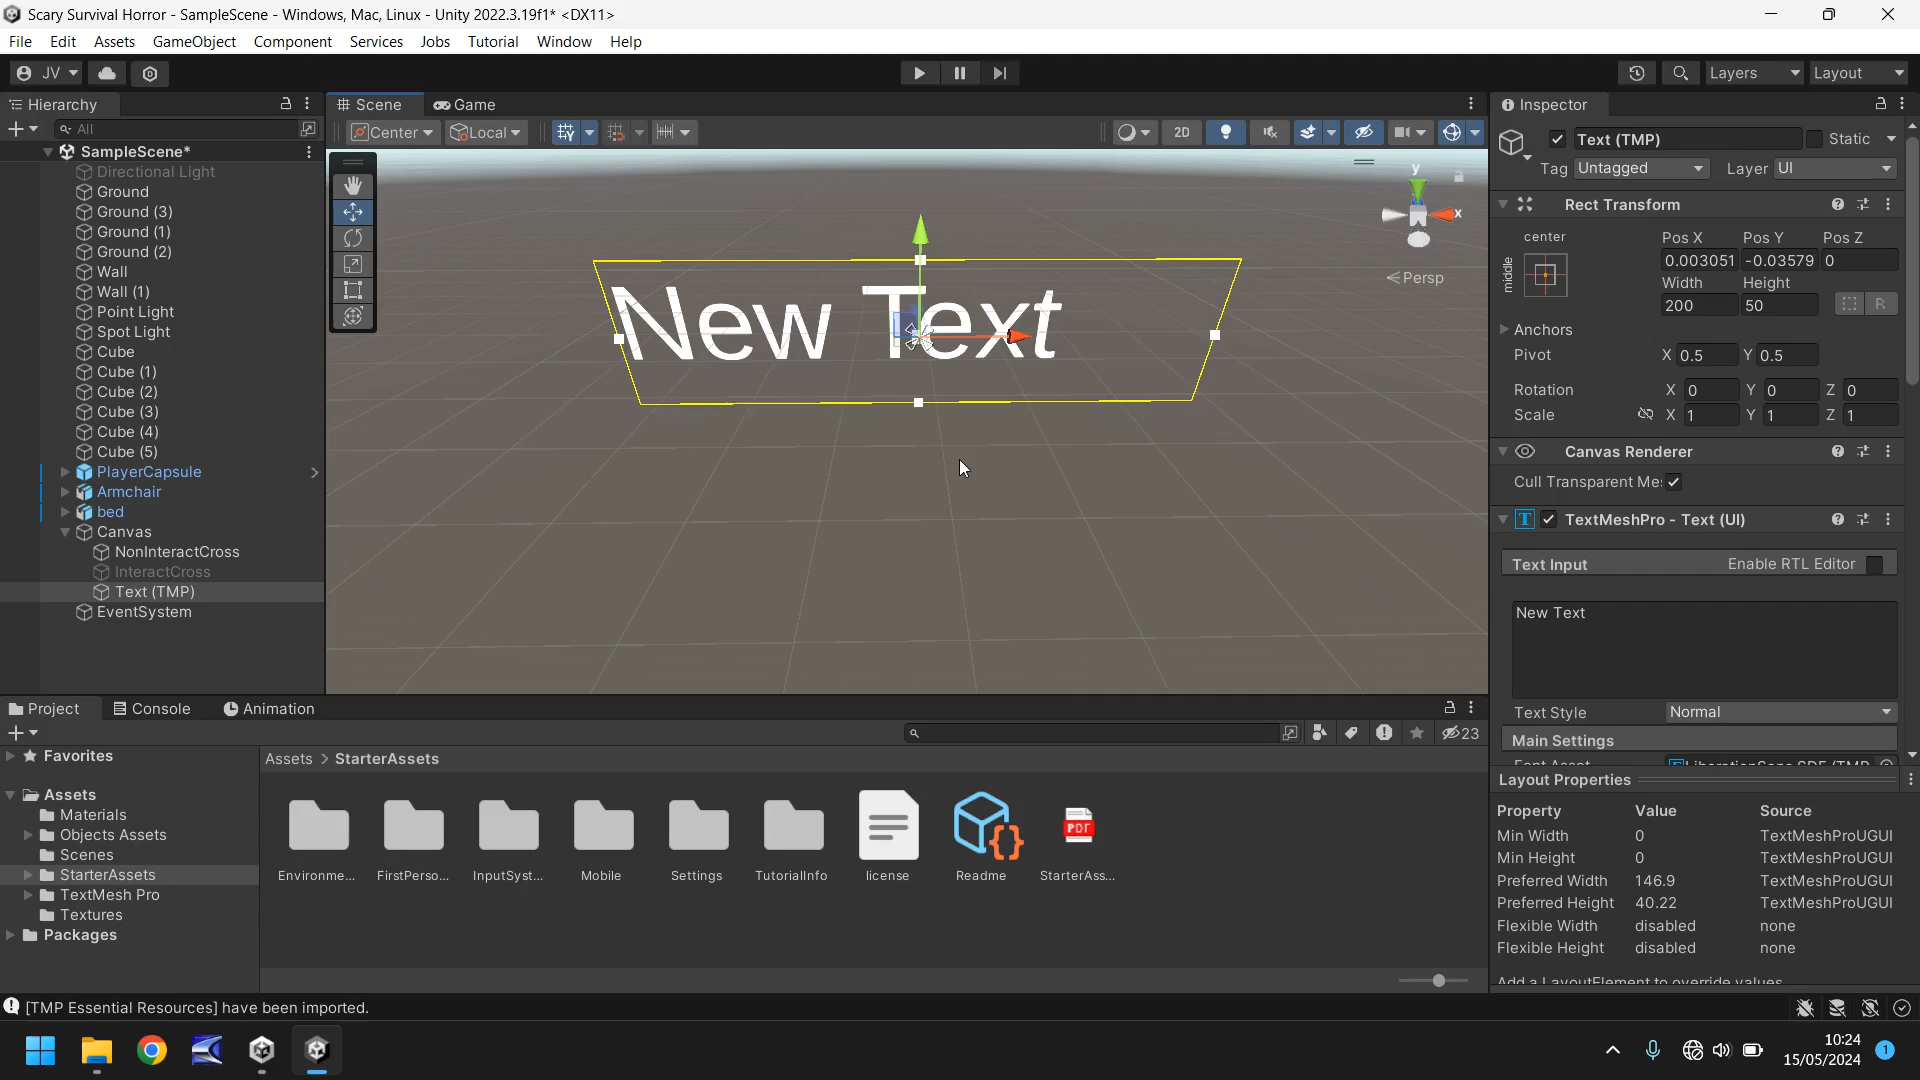 Scary Survival Horror - SampleScene - Windows, Mac, Linux - Unity 2022.3.19f1* <DX11>
File Edit Assets GameObject Component Services Jobs Tutorial Window Help
JV Layers Layout
Hierarchy
All
SampleScene*
Directional Light
Ground
Ground (3)
Ground (1)
Ground (2)
Wall
Wall (1)
Point Light
Spot Light
Cube
Cube (1)
Cube (2)
Cube (3)
Cube (4)
Cube (5)
PlayerCapsule
Armchair
bed
Canvas
NonInteractCross
InteractCross
Text (TMP)
EventSystem
Scene Game
Center Local 2D
y
x
Persp
New Text
Inspector
Text (TMP) Static
Tag Untagged Layer UI
Rect Transform
center Pos X Pos Y Pos Z
middle 0.003051 -0.03579 0
Width Height
200 50 R
Anchors
Pivot X 0.5 Y 0.5
Rotation X 0 Y 0 Z 0
Scale X 1 Y 1 Z 1
Canvas Renderer
Cull Transparent Me:
TextMeshPro - Text (UI)
Text Input Enable RTL Editor
New Text
Text Style Normal
Main Settings
Layout Properties
Property Value Source
Min Width 0 TextMeshProUGUI
Min Height 0 TextMeshProUGUI
Preferred Width 146.9 TextMeshProUGUI
Preferred Height 40.22 TextMeshProUGUI
Flexible Width disabled none
Flexible Height disabled none
Add a LayoutElement to override values
Project Console Animation
23
Favorites
Assets
Materials
Objects Assets
Scenes
StarterAssets
TextMesh Pro
Textures
Packages
Assets > StarterAssets
PDF
Environme... FirstPerso... InputSyst... Mobile Settings TutorialInfo license Readme StarterAss...
[TMP Essential Resources] have been imported.
10:24
15/05/2024
1